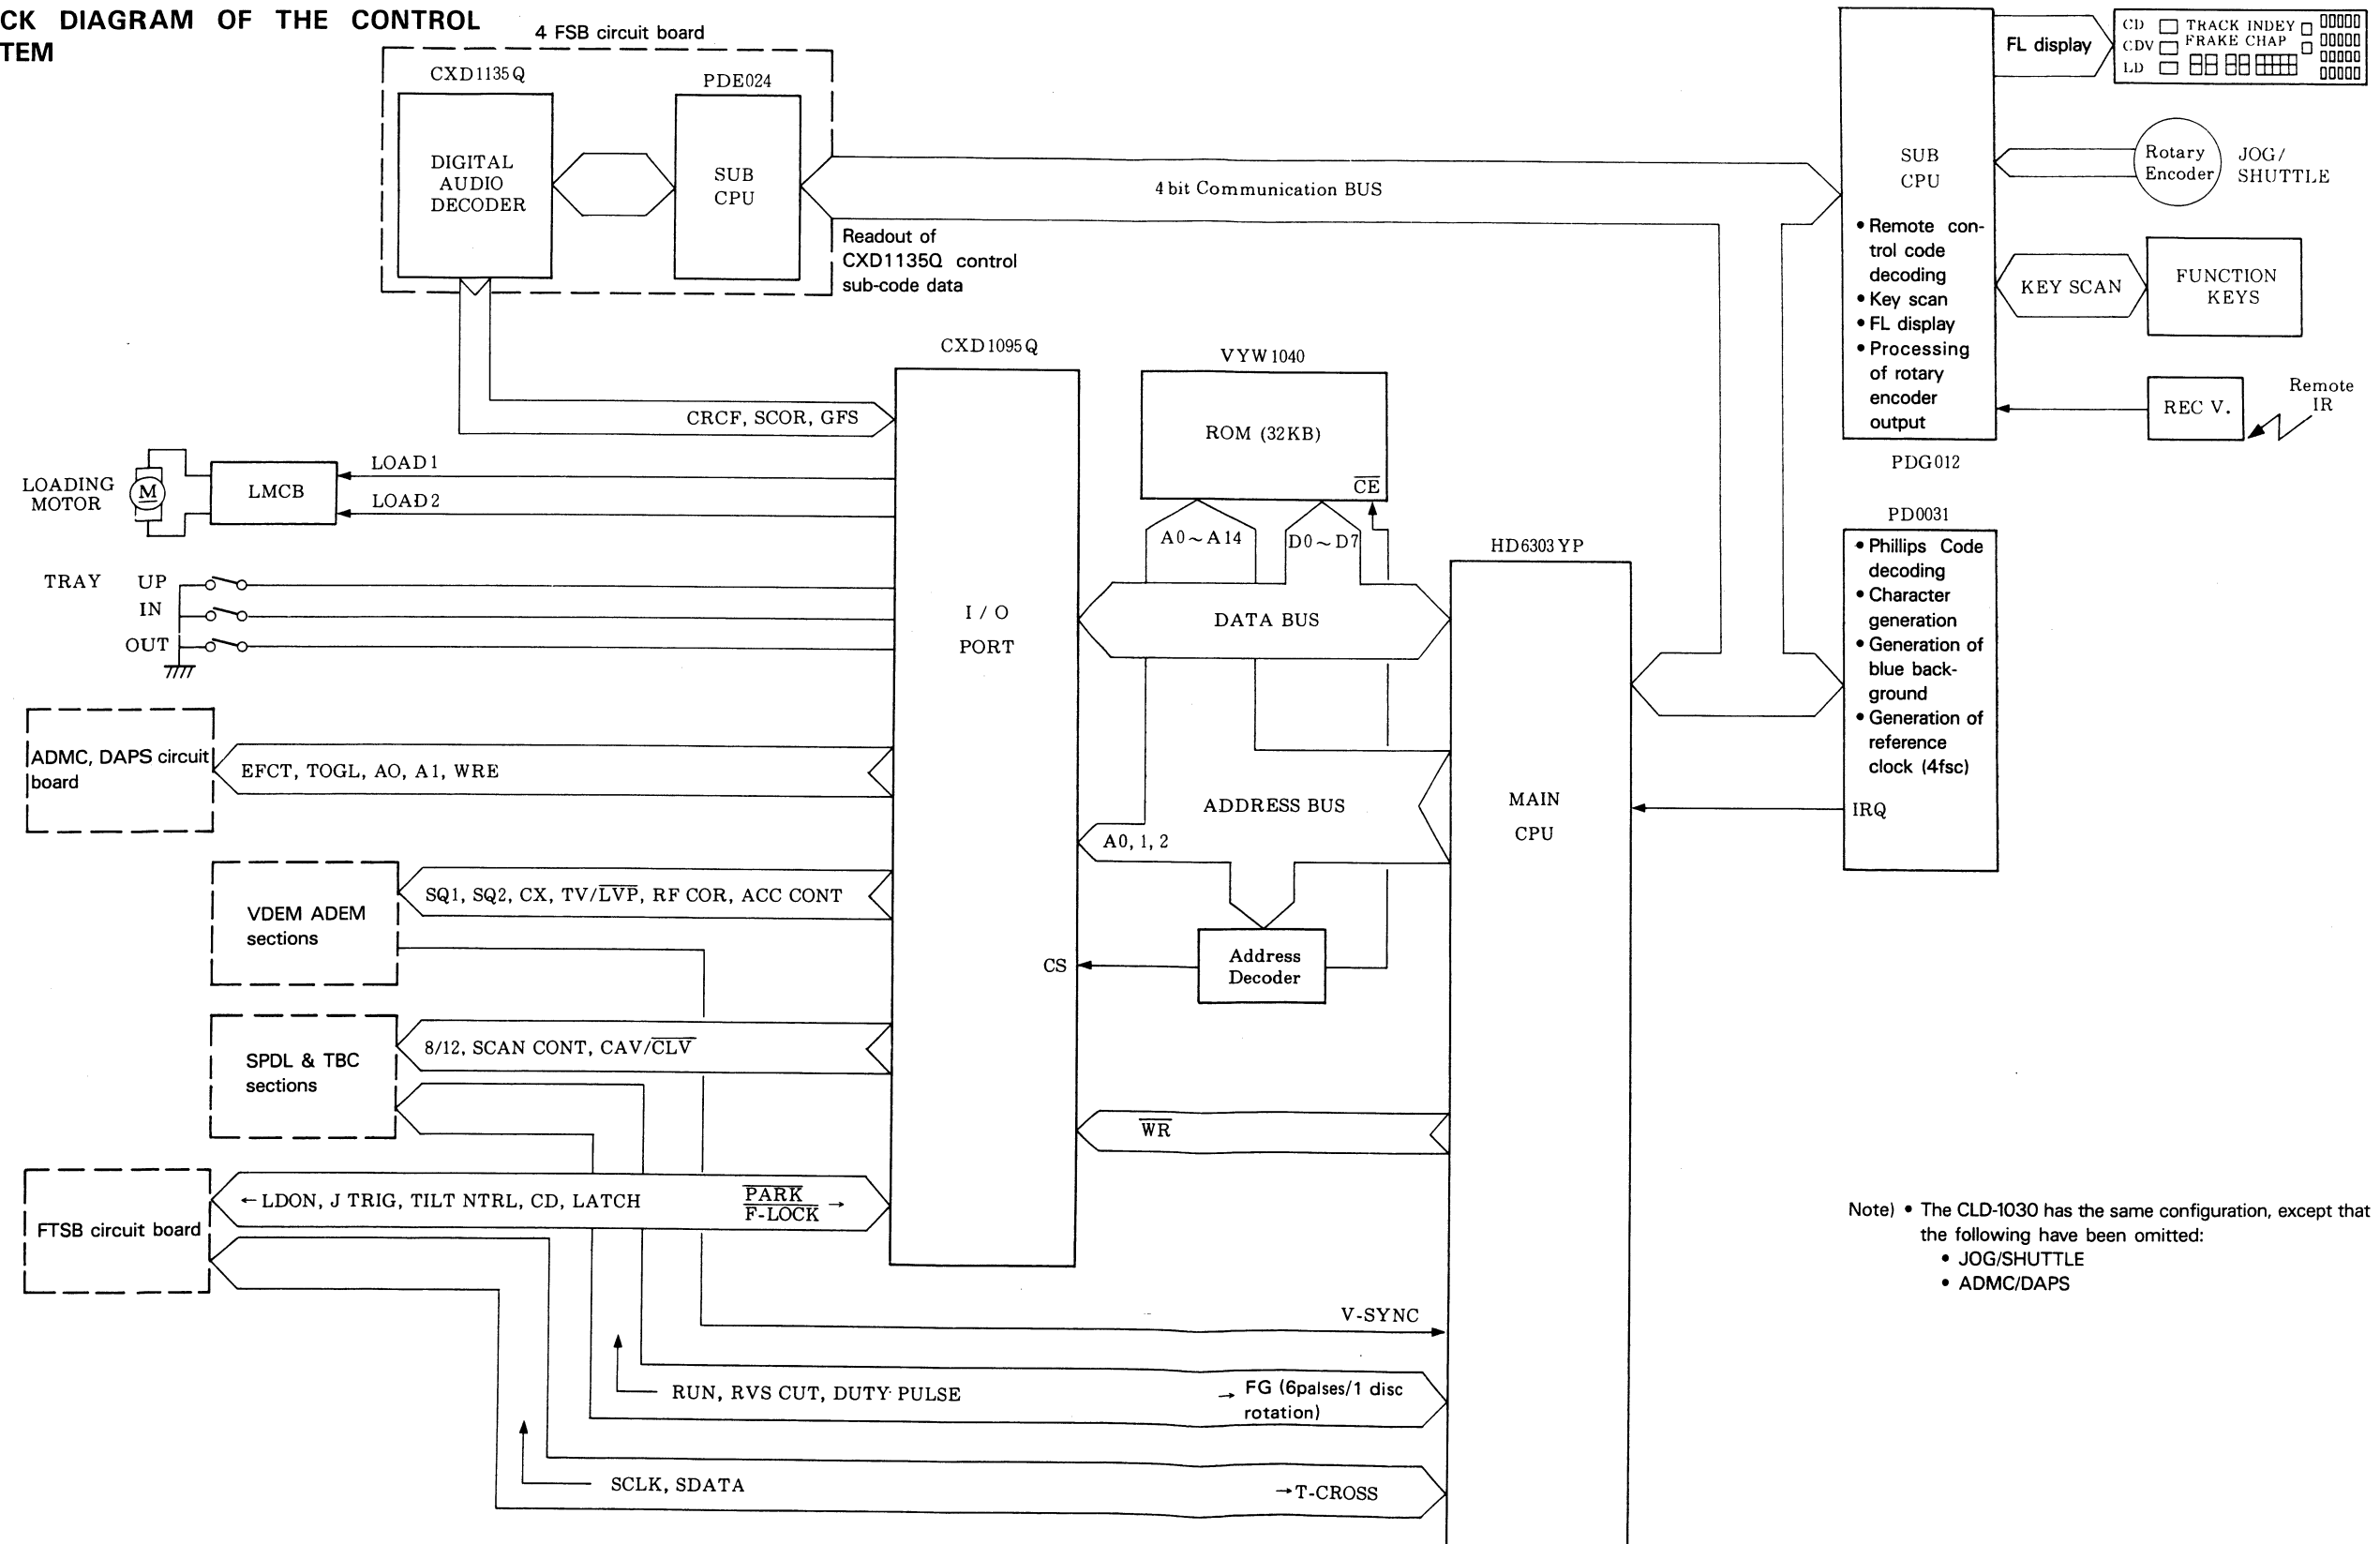 CK DIAGRAM OF THE CONTROL
TEM
4 FSB circuit board
CXD1135Q
PDE024
DIGITAL
AUDIO
DECODER
SUB
CPU
4 bit Communication BUS
Readout of
CXD1135Q control
sub-code data
SUB
CPU
• Remote con-
trol code
decoding
• Key scan
• FL display
• Processing
of rotary
encoder
output
PDG012
FL display
CD
CDV
LD
TRACK INDEY
FRAKE CHAP
Rotary
Encoder
JOG/
SHUTTLE
KEY SCAN
FUNCTION
KEYS
REC V.
Remote
IR
CXD1095Q
VYW1040
ROM (32KB)
C̅E̅
CRCF, SCOR, GFS
LOADING
MOTOR
M
LMCB
LOAD1
LOAD2
TRAY
UP
IN
OUT
I / O
PORT
A0~A14
D0~D7
HD6303YP
DATA BUS
PD0031
• Phillips Code
decoding
• Character
generation
• Generation of
blue back-
ground
• Generation of
reference
clock (4fsc)
IRQ
ADMC, DAPS circuit
board
EFCT, TOGL, AO, A1, WRE
ADDRESS BUS
A0, 1, 2
MAIN
CPU
VDEM ADEM
sections
SQ1, SQ2, CX, TV/L̅V̅P̅, RF COR, ACC CONT
CS
Address
Decoder
SPDL & TBC
sections
8/12, SCAN CONT, CAV/C̅L̅V̅
W̅R̅
FTSB circuit board
← LDON, J TRIG, TILT NTRL, CD, LATCH
P̅A̅R̅K̅
F̅-̅L̅O̅C̅K̅ →
Note) • The CLD-1030 has the same configuration, except that
the following have been omitted:
• JOG/SHUTTLE
• ADMC/DAPS
V-SYNC
RUN, RVS CUT, DUTY PULSE
→ FG (6palses/1 disc
rotation)
SCLK, SDATA
→T-CROSS